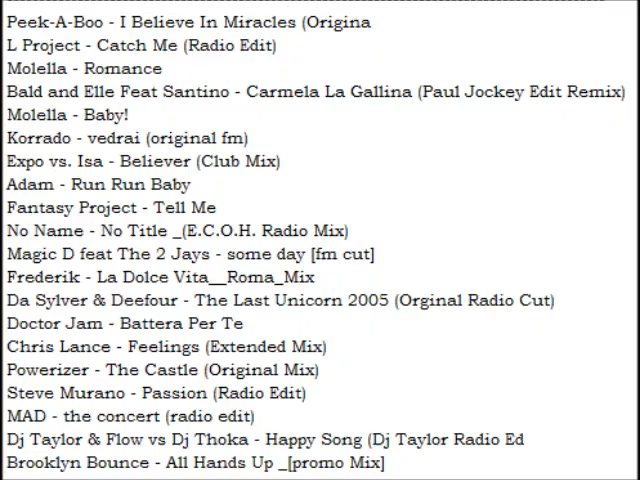 Peek-A-Boo - I Believe In Miracles (Origina
L Project - Catch Me (Radio Edit)
Molella - Romance
Bald and Elle Feat Santino - Carmela La Gallina (Paul Jockey Edit Remix)
Molella - Baby!
Korrado - vedrai (original fm)
Expo vs. Isa - Believer (Club Mix)
Adam - Run Run Baby
Fantasy Project - Tell Me
No Name - No Title _(E.C.O.H. Radio Mix)
Magic D feat The 2 Jays - some day [fm cut]
Frederik - La Dolce Vita__Roma_Mix
Da Sylver & Deefour - The Last Unicorn 2005 (Orginal Radio Cut)
Doctor Jam - Battera Per Te
Chris Lance - Feelings (Extended Mix)
Powerizer - The Castle (Original Mix)
Steve Murano - Passion (Radio Edit)
MAD - the concert (radio edit)
Dj Taylor & Flow vs Dj Thoka - Happy Song (Dj Taylor Radio Ed
Brooklyn Bounce - All Hands Up _[promo Mix]